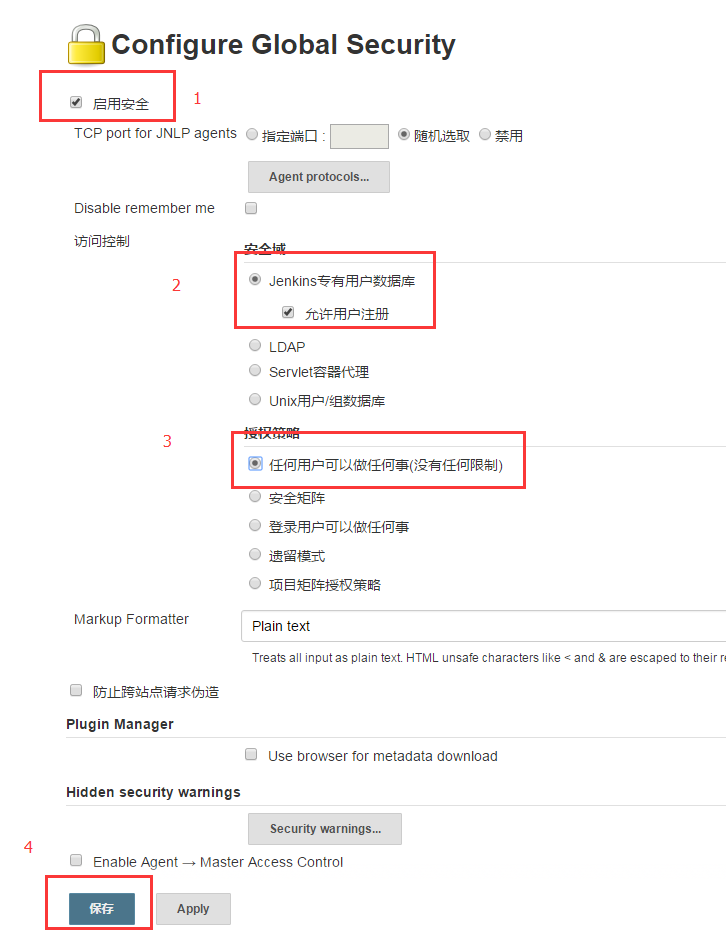 Configure Global Security
启用安全 1
TCP port for JNLP agents 指定端口 : 随机选取 禁用
Agent protocols...
Disable remember me
访问控制
安全域
2
Jenkins专有用户数据库
允许用户注册
LDAP
Servlet容器代理
Unix用户/组数据库
授权策略
3
任何用户可以做任何事(没有任何限制)
安全矩阵
登录用户可以做任何事
遗留模式
项目矩阵授权策略
Markup Formatter
Plain text
Treats all input as plain text. HTML unsafe characters like < and & are escaped to their
防止跨站点请求伪造
Plugin Manager
Use browser for metadata download
Hidden security warnings
Security warnings...
4
Enable Agent → Master Access Control
保存 Apply